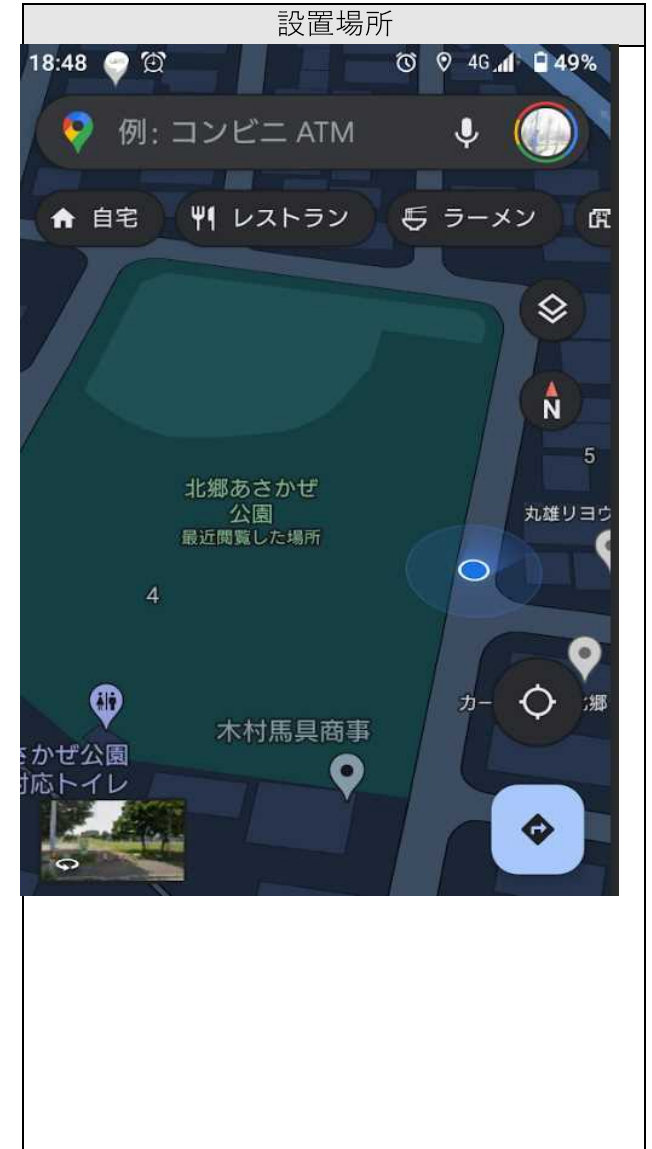 設置場所
18:48
4G
49%
例: コンビニ ATM
自宅
レストラン
ラーメン
N
5
北郷あさかぜ
公園
最近閲覧した場所
丸雄リヨウ
4
カー
郷
木村馬具商事
さかぜ公園
対応トイレ